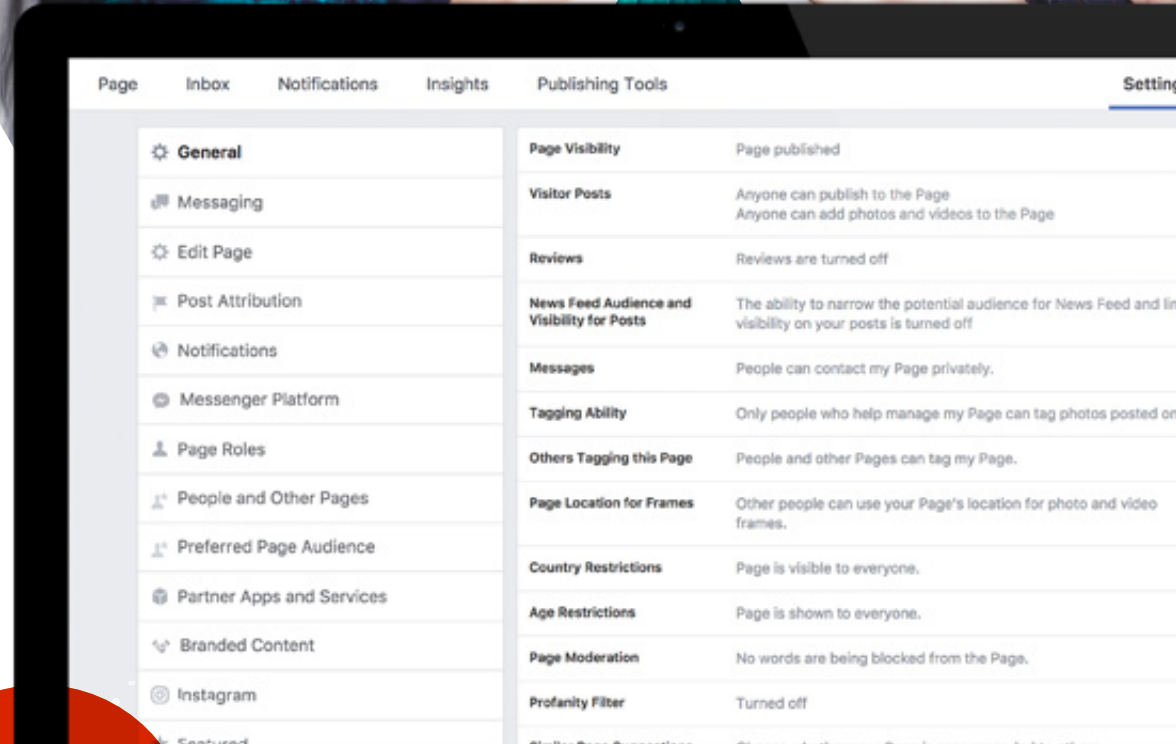 Page Inbox Notifications Insights Publishing Tools
General
Messaging
Edit Page
Post Attribution
Notifications
Messenger Platform
Page Roles
People and Other Pages
Preferred Page Audience
Partner Apps and Services
Branded Content
Instagram
Featured
Page Visibility Page published
Visitor Posts Anyone can publish to the Page
Anyone can add photos and videos to the Page
Reviews Reviews are turned off
News Feed Audience and The ability to narrow the potential audience for News Feed and
Visibility for Posts visibility on your posts is turned off
Messages People can contact my Page privately.
Tagging Ability Only people who help manage my Page can tag photos posted on
Others Tagging this Page People and other Pages can tag my Page.
Page Location for Frames Other people can use your Page's location for photo and video
frames.
Country Restrictions Page is visible to everyone.
Age Restrictions Page is shown to everyone.
Page Moderation No words are being blocked from the Page.
Profanity Filter Turned off